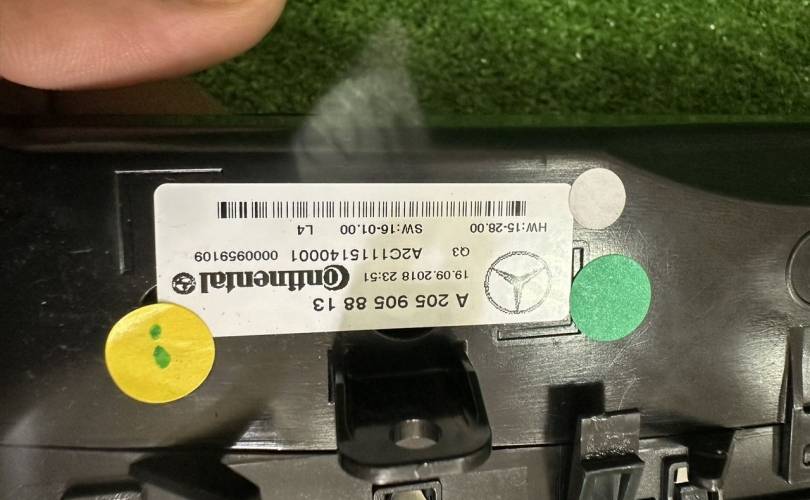 A 205 905 88 13
19.09.2018 23:51 Continental
Q3 A2C11115140001 0000959109
HW:15-28.00 SW:16-01.00 L4